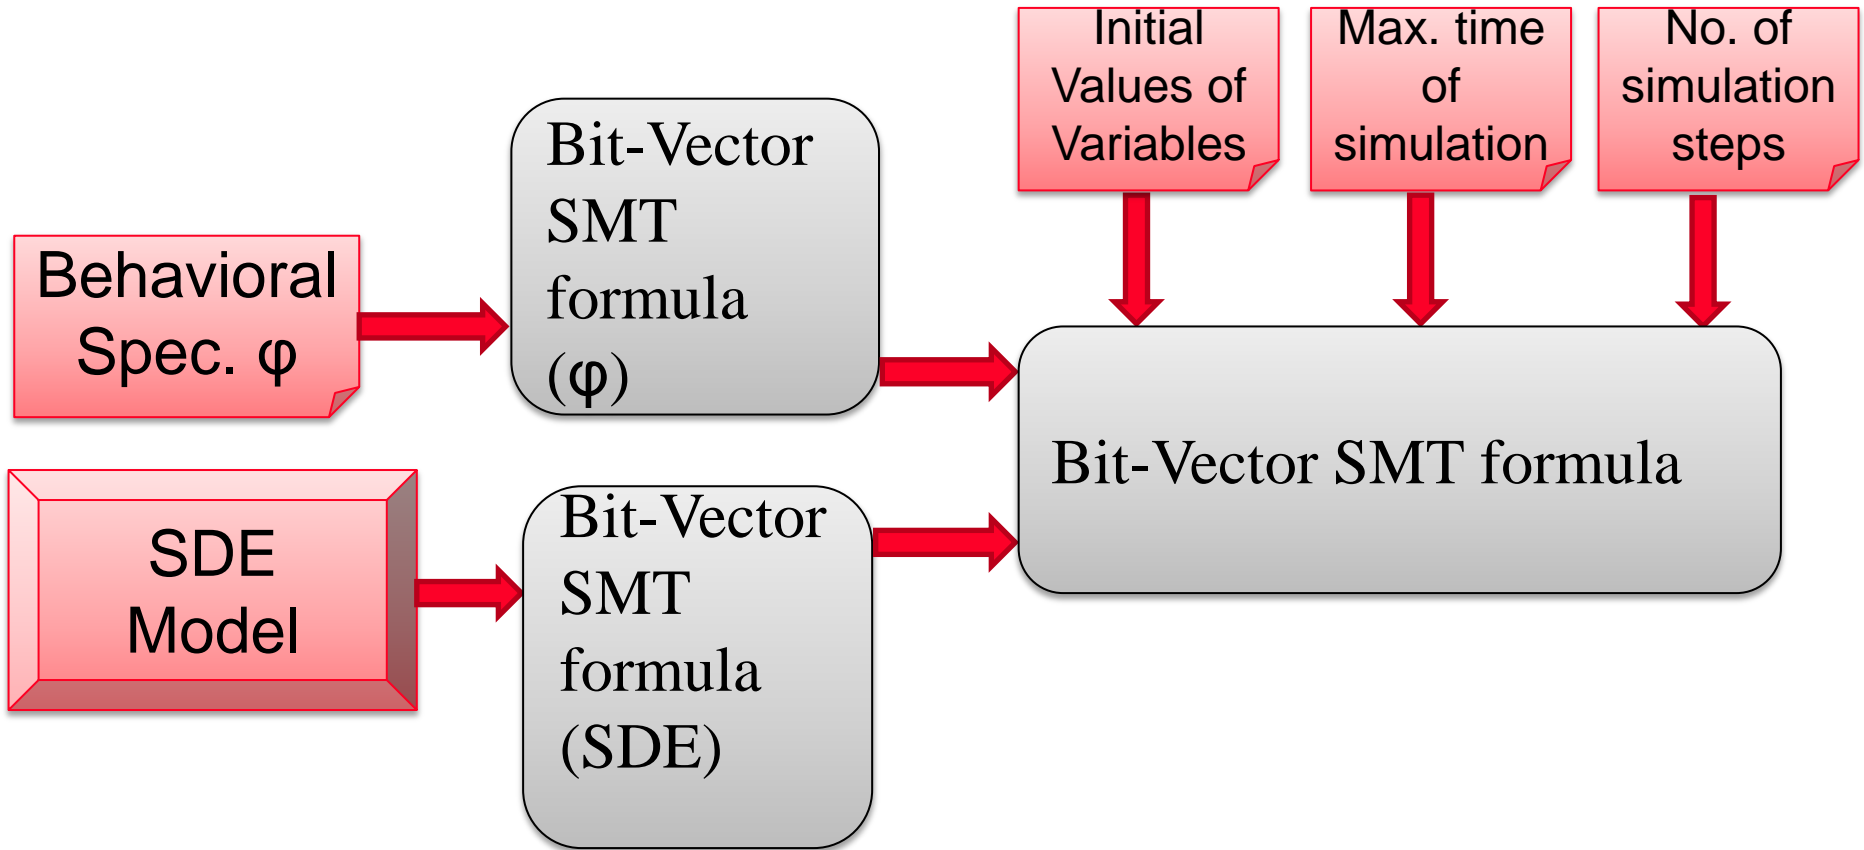 Initial
Values of
Variables
Max. time
of
simulation
No. of
simulation
steps
Bit-Vector
SMT
formula
(φ)
Behavioral
Spec. φ
Bit-Vector SMT formula
SDE
Model
Bit-Vector
SMT
formula
(SDE)